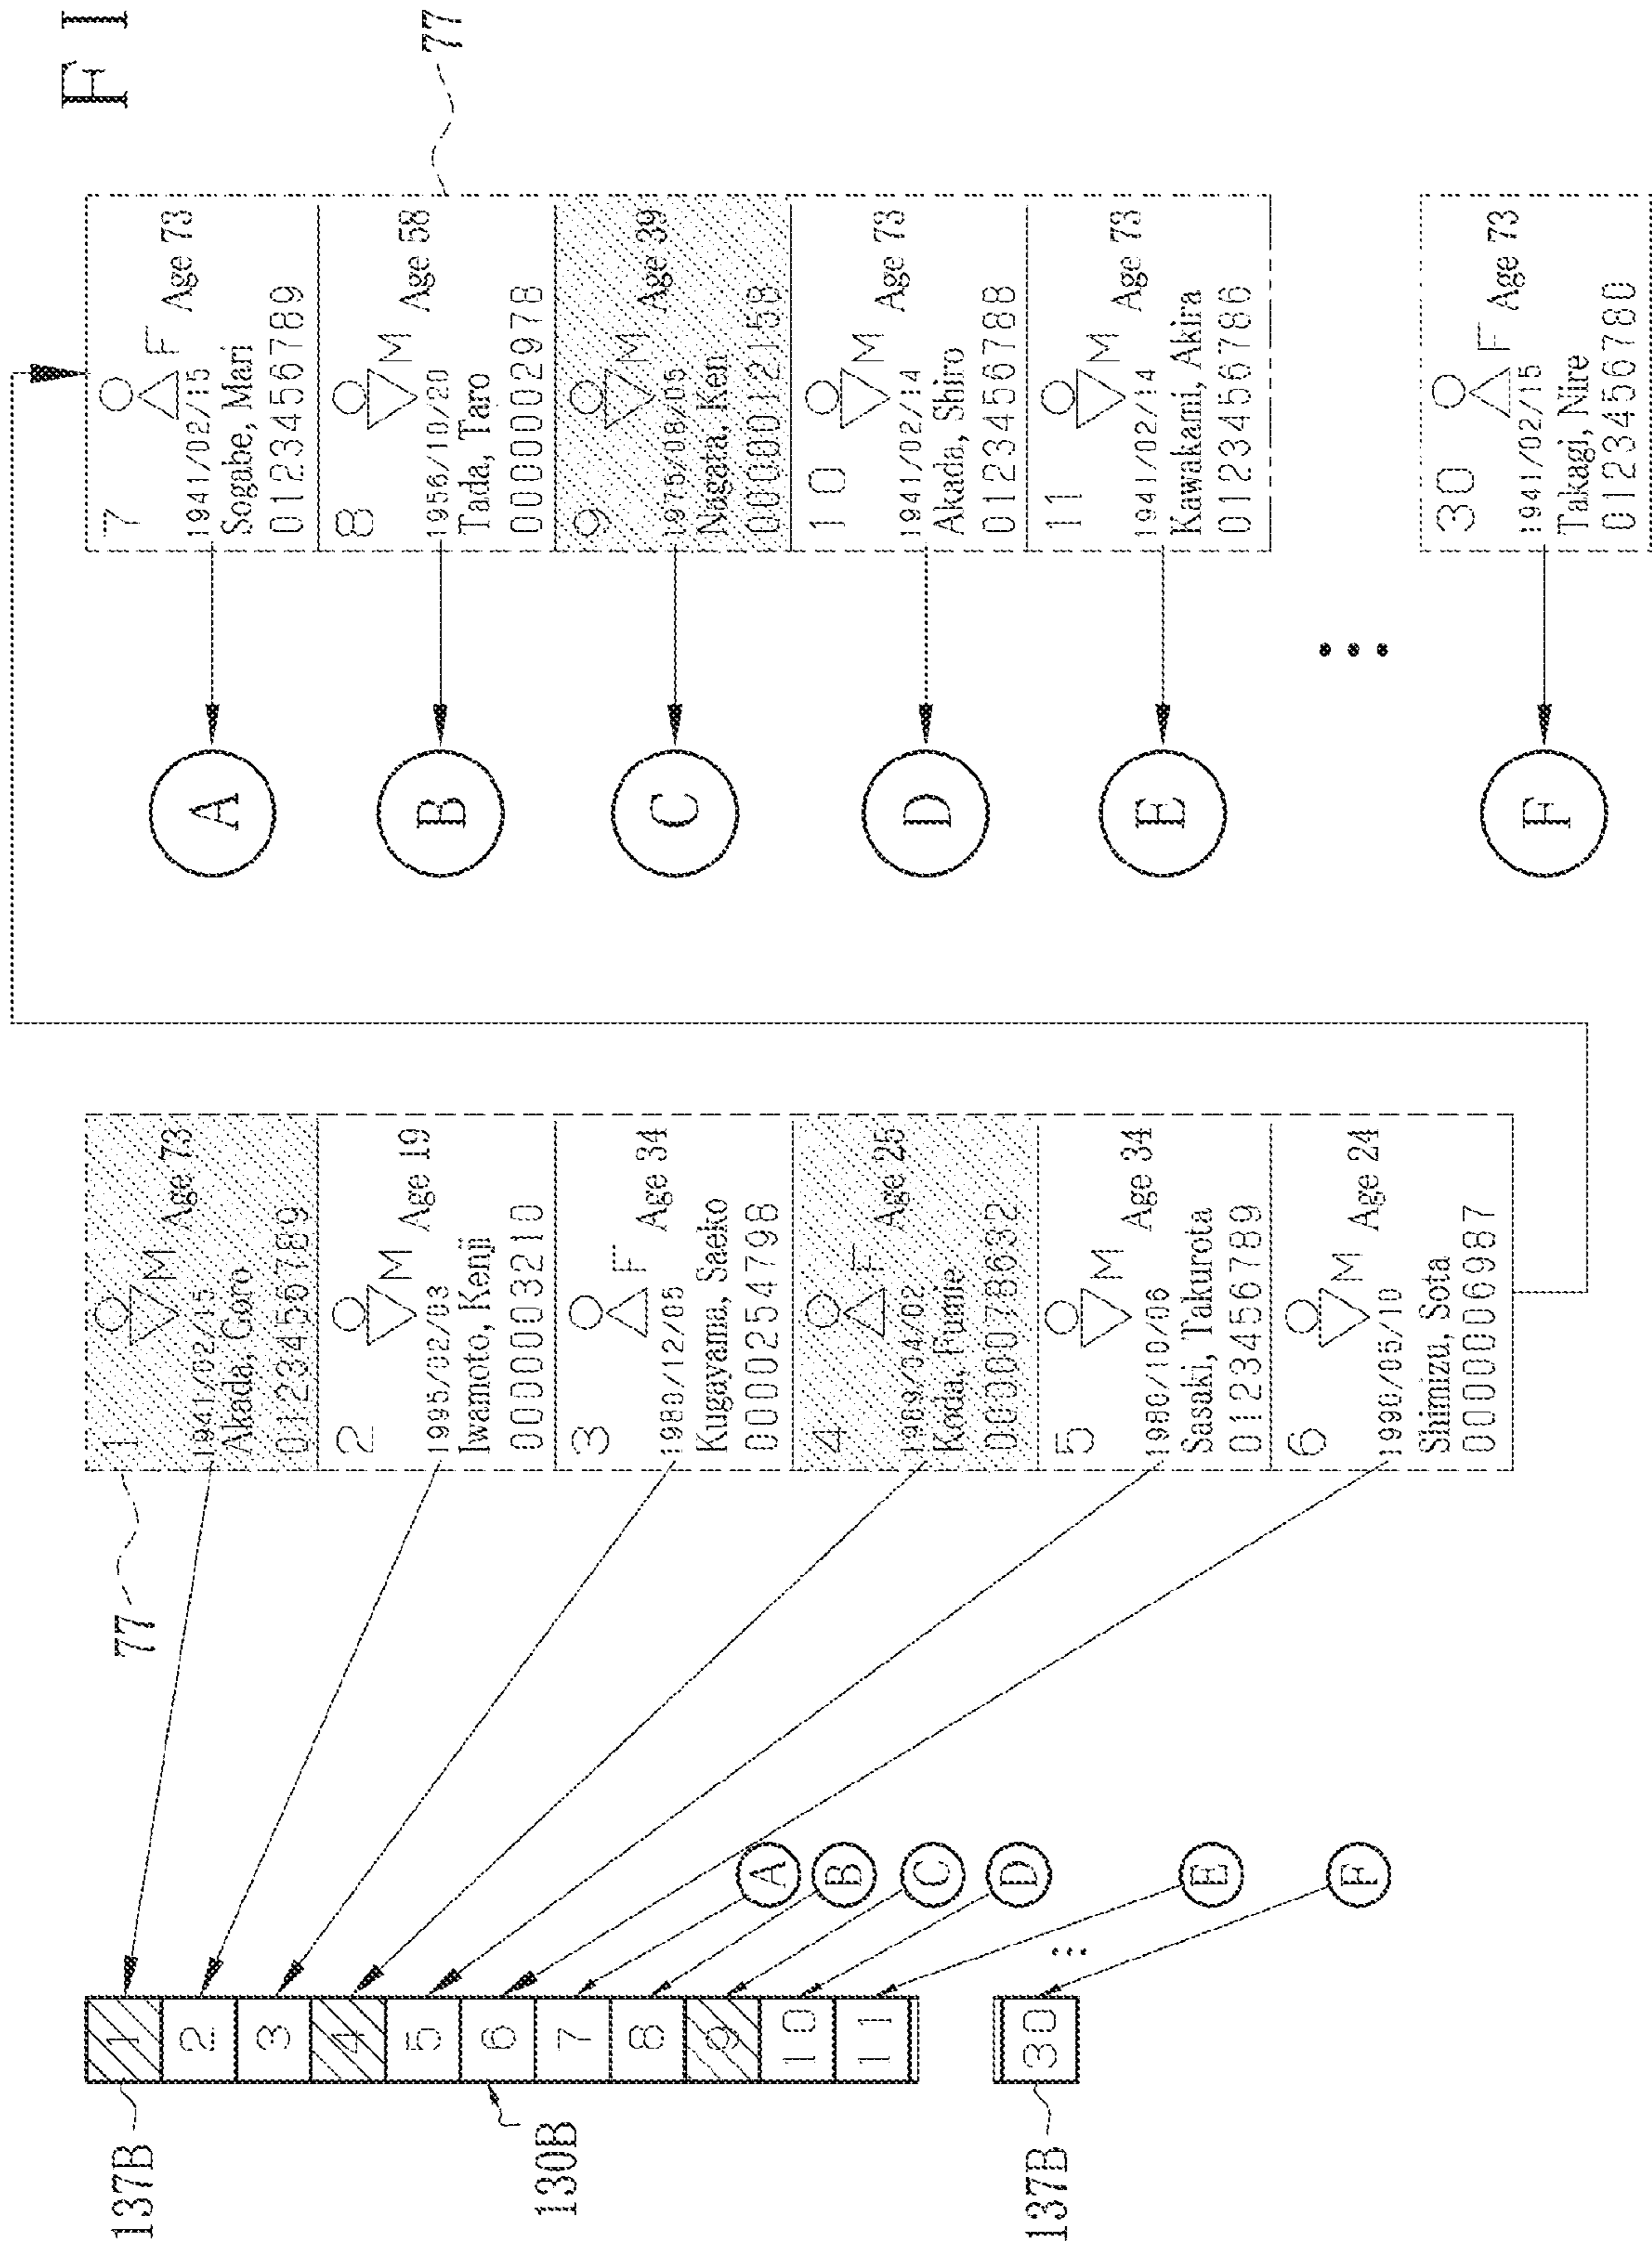 F I
137B
1
2
3
4
5
6
7
8
9
10
11
30
130B
137B
A
B
C
D
E
F
77
1 M
1941/02/15 Age 73
Akada, Goro
0123456789
2 M
1995/02/03 Age 19
Iwamoto, Kenji
0000003210
3 F
1980/12/05 Age 34
Kugayama, Saeko
0000254798
4 F
1989/04/02 Age 25
Koda, Fumie
0000078632
5 M
1980/10/06 Age 34
Sasaki, Takurota
0123456789
6 M
1990/05/10 Age 24
Shimizu, Sota
0000006987
77
7 F
1941/02/15 Age 73
Sogabe, Mari
0123456789
8 M
1956/10/20 Age 58
Tada, Taro
0000002978
9 M
1975/08/05 Age 39
Nagata, Ken
0000012158
10 M
1941/02/14 Age 73
Akada, Shiro
0123456788
11 M
1941/02/14 Age 73
Kawakami, Akira
0123456786
30 F
1941/02/15 Age 73
Takagi, Nire
0123456780
A
B
C
D
E
F